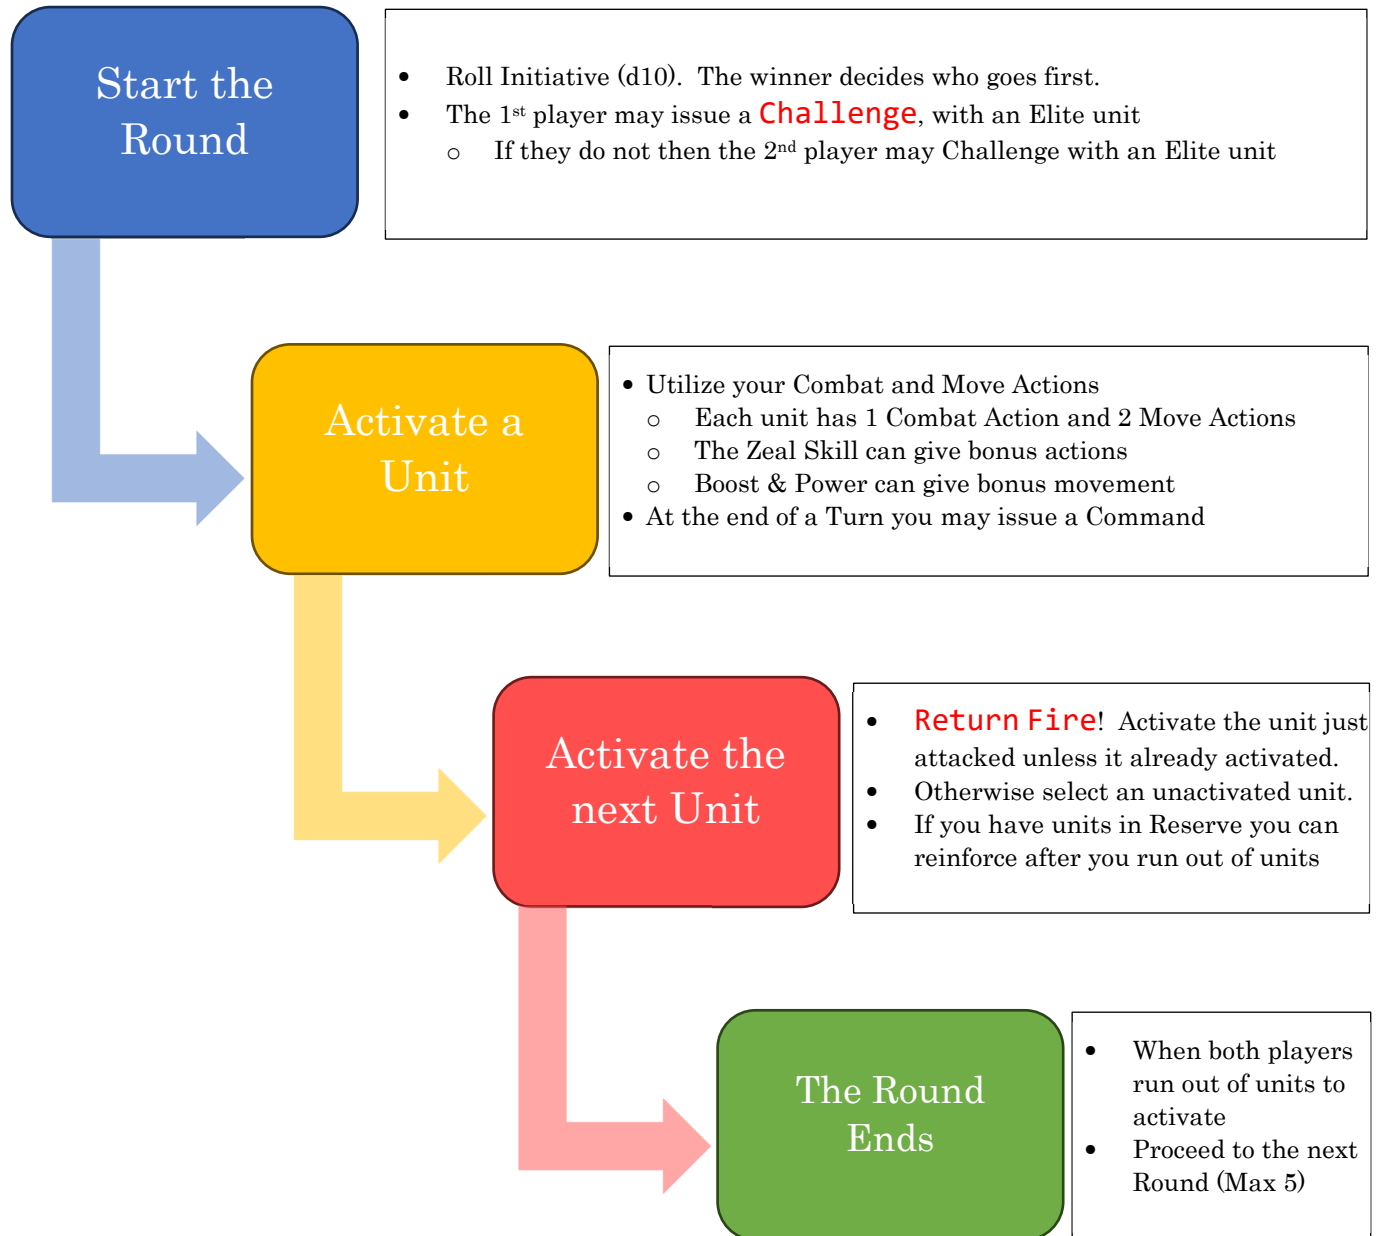 Start the
Round
• Roll Initiative (d10). The winner decides who goes first.
• The 1st player may issue a Challenge, with an Elite unit
o If they do not then the 2nd player may Challenge with an Elite unit
Activate a
Unit
• Utilize your Combat and Move Actions
o Each unit has 1 Combat Action and 2 Move Actions
o The Zeal Skill can give bonus actions
o Boost & Power can give bonus movement
• At the end of a Turn you may issue a Command
Activate the
next Unit
• Return Fire! Activate the unit just
attacked unless it already activated.
• Otherwise select an unactivated unit.
• If you have units in Reserve you can
reinforce after you run out of units
The Round
Ends
• When both players
run out of units to
activate
• Proceed to the next
Round (Max 5)